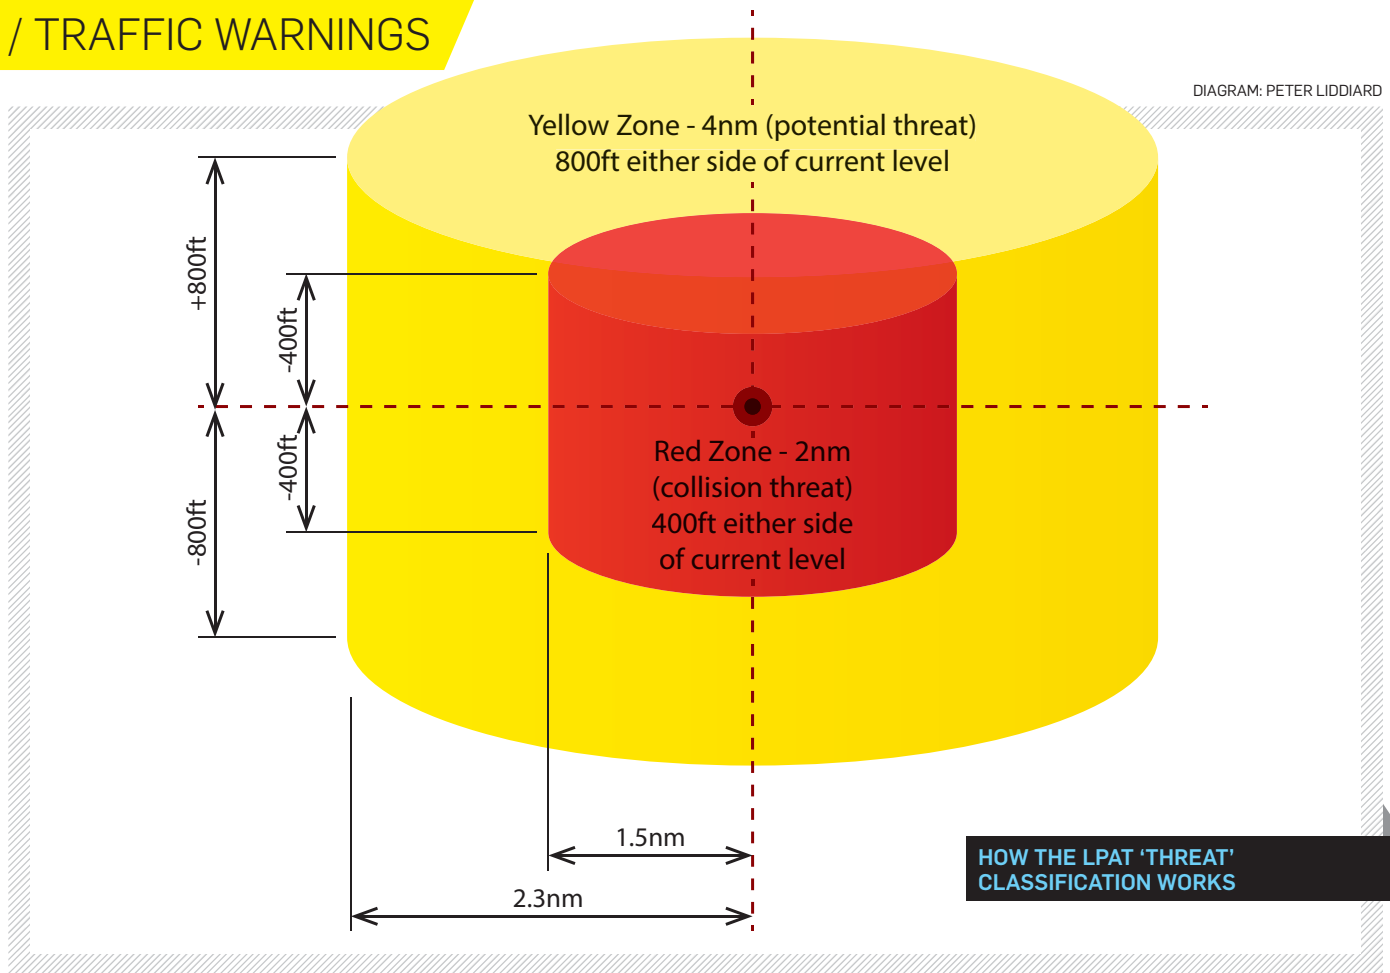 / TRAFFIC WARNINGS
DIAGRAM: PETER LIDDIARD
Yellow Zone - 4nm (potential threat)
800ft either side of current level
+800ft
-400ft
-400ft
-800ft
Red Zone - 2nm
(collision threat)
400ft either side
of current level
1.5nm
2.3nm
HOW THE LPAT ‘THREAT’
CLASSIFICATION WORKS